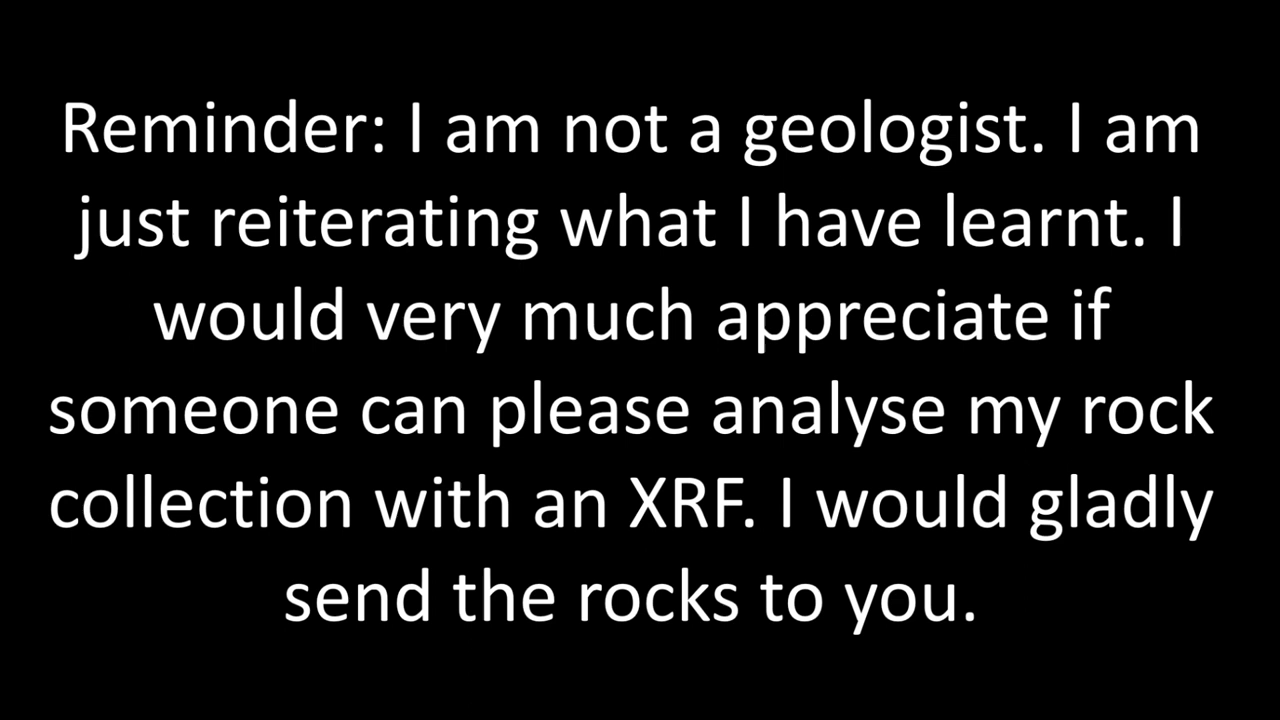 Reminder: I am not a geologist. I am
just reiterating what I have learnt. I
would very much appreciate if
someone can please analyse my rock
collection with an XRF. I would gladly
send the rocks to you.